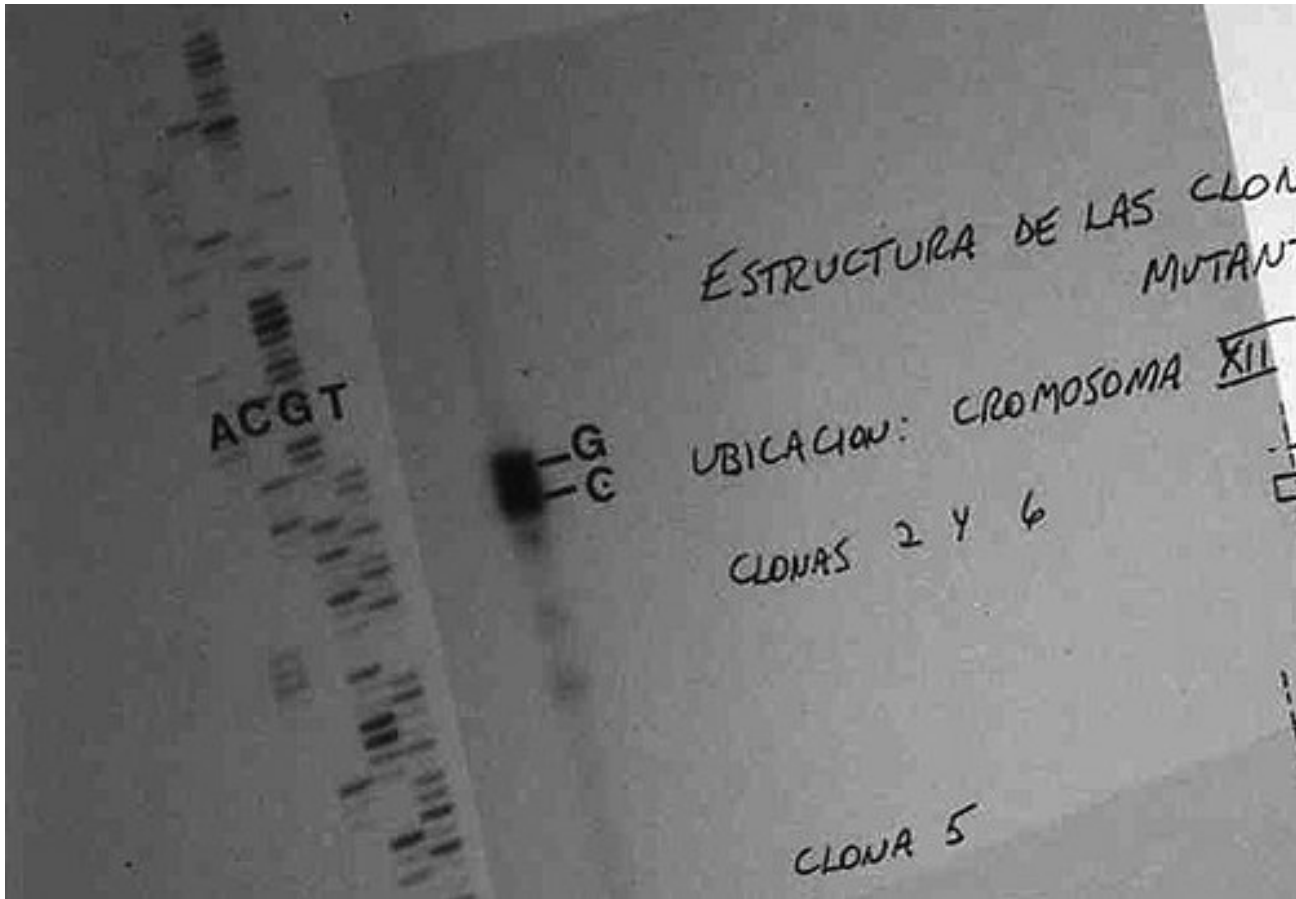 ESTRUCTURA DE LAS
UBICACION: CROMOSOMA XII
ACGT
G
C
CLONAS 2 Y 6
CLONA 5